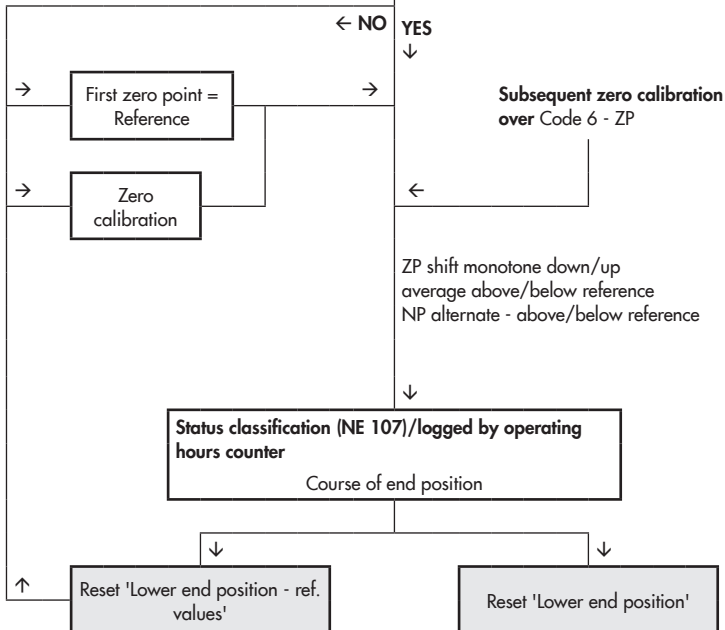 ← NO YES
↓
→ First zero point = →
Reference
Subsequent zero calibration
over Code 6 - ZP
→ Zero
calibration
←
ZP shift monotone down/up
average above/below reference
NP alternate - above/below reference
↓
Status classification (NE 107)/logged by operating
hours counter
Course of end position
↓ ↓
↑ Reset 'Lower end position - ref.
values'
Reset 'Lower end position'